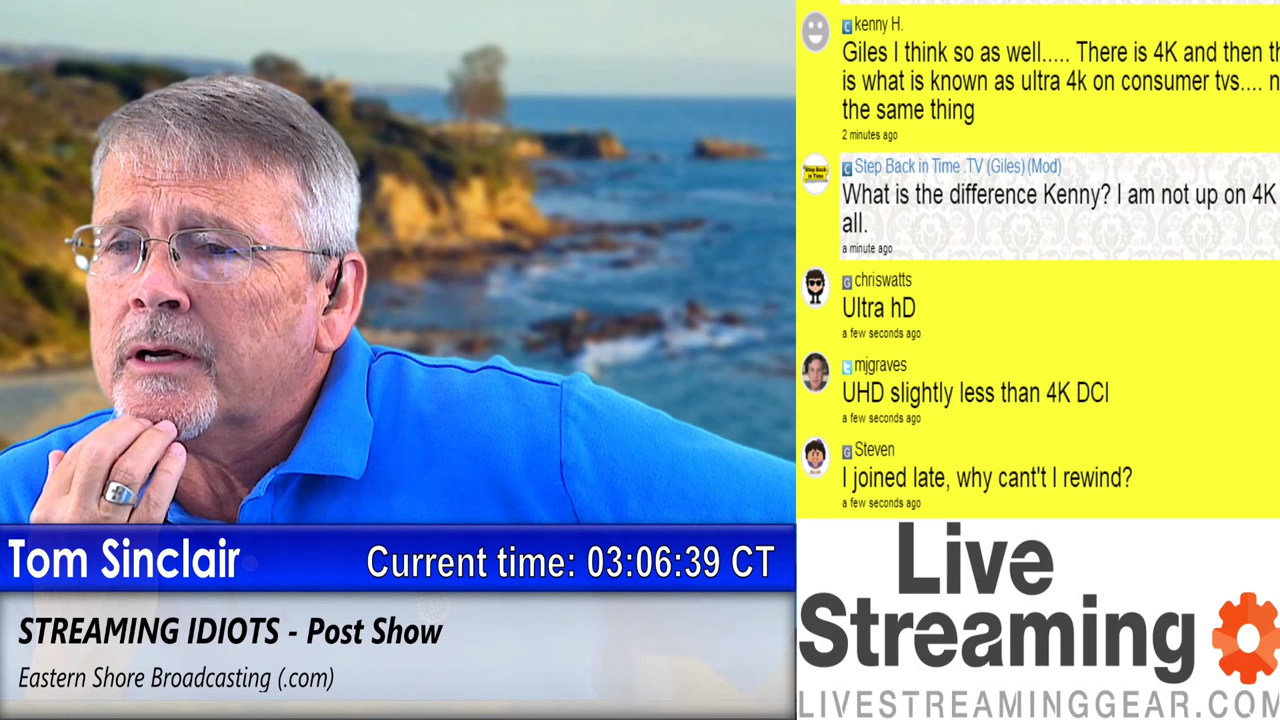 kenny H.
Giles I think so as well..... There is 4K and then th
is what is known as ultra 4k on consumer tvs.... n
the same thing
2 minutes ago
Step Back in Time .TV (Giles) (Mod)
What is the difference Kenny? I am not up on 4K
all.
a minute ago
chriswatts
Ultra hD
a few seconds ago
mjgraves
UHD slightly less than 4K DCI
a few seconds ago
Steven
I joined late, why cant't I rewind?
a few seconds ago
Tom Sinclair
Current time: 03:06:39 CT
STREAMING IDIOTS - Post Show
Eastern Shore Broadcasting (.com)
Live
Streaming
LIVESTREAMINGGEAR.COM